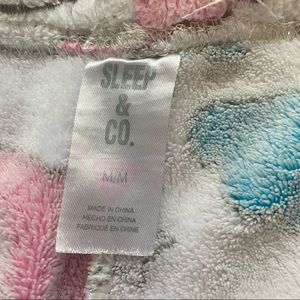 SLEEP
&
CO.
M/M
MADE IN CHINA
HECHO EN CHINA
FABRIQUÉ EN CHINE